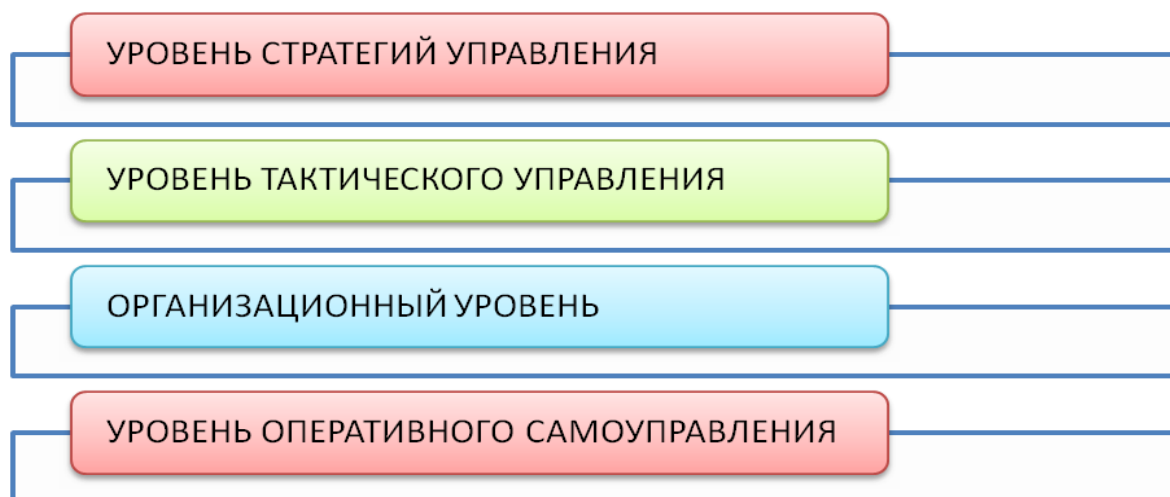 УРОВЕНЬ СТРАТЕГИЙ УПРАВЛЕНИЯ
УРОВЕНЬ ТАКТИЧЕСКОГО УПРАВЛЕНИЯ
ОРГАНИЗАЦИОННЫЙ УРОВЕНЬ
УРОВЕНЬ ОПЕРАТИВНОГО САМОУПРАВЛЕНИЯ